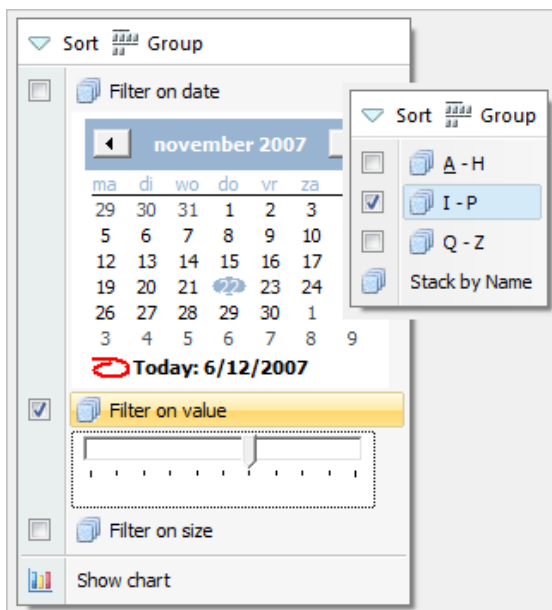 Sort Group
Filter on date
november 2007
ma di wo do vr za
29 30 31 1 2 3
5 6 7 8 9 10
12 13 14 15 16 17
19 20 21 22 23 24
26 27 28 29 30 1
3 4 5 6 7 8 9
Today: 6/12/2007
Filter on value
Filter on size
Show chart
Sort Group
A - H
I - P
Q - Z
Stack by Name